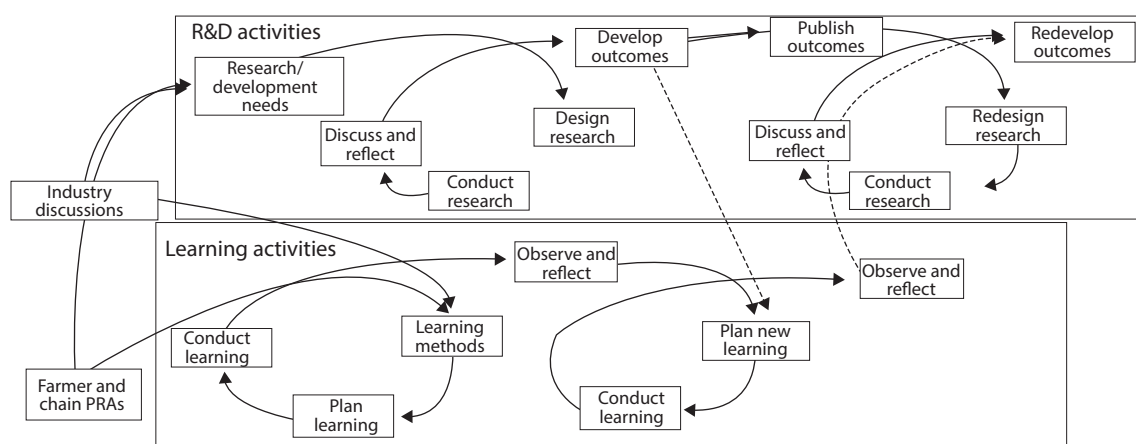 R&D activities
Research/
development
needs
Develop
outcomes
Publish
outcomes
Redevelop
outcomes
Discuss and
reflect
Design
research
Discuss and
reflect
Redesign
research
Conduct
research
Conduct
research
Industry
discussions
Learning activities
Observe and
reflect
Observe and
reflect
Conduct
learning
Learning
methods
Plan new
learning
Farmer and
chain PRAs
Plan
learning
Conduct
learning